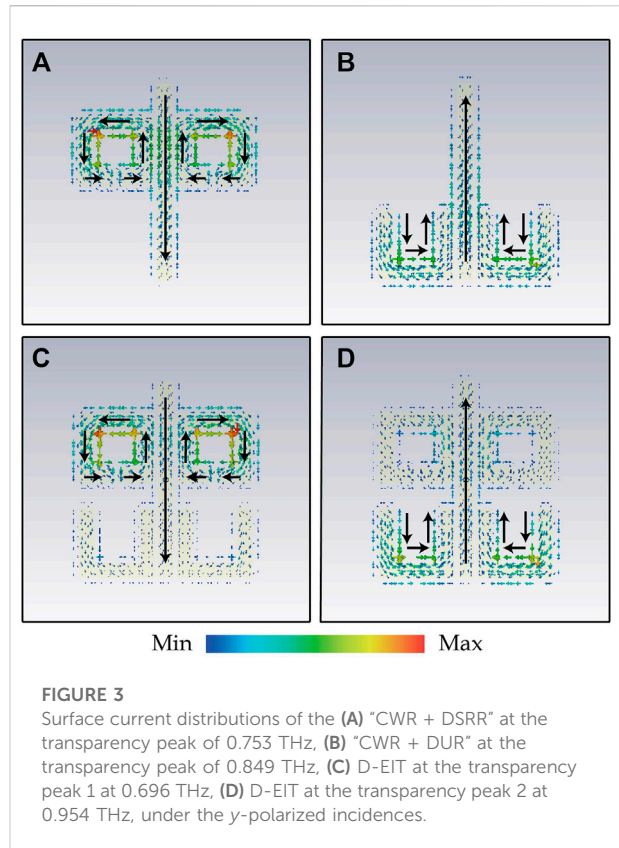 A
B
C
D
Min Max
FIGURE 3
Surface current distributions of the (A) “CWR + DSRR” at the
transparency peak of 0.753 THz, (B) “CWR + DUR” at the
transparency peak of 0.849 THz, (C) D-EIT at the transparency
peak 1 at 0.696 THz, (D) D-EIT at the transparency peak 2 at
0.954 THz, under the y-polarized incidences.